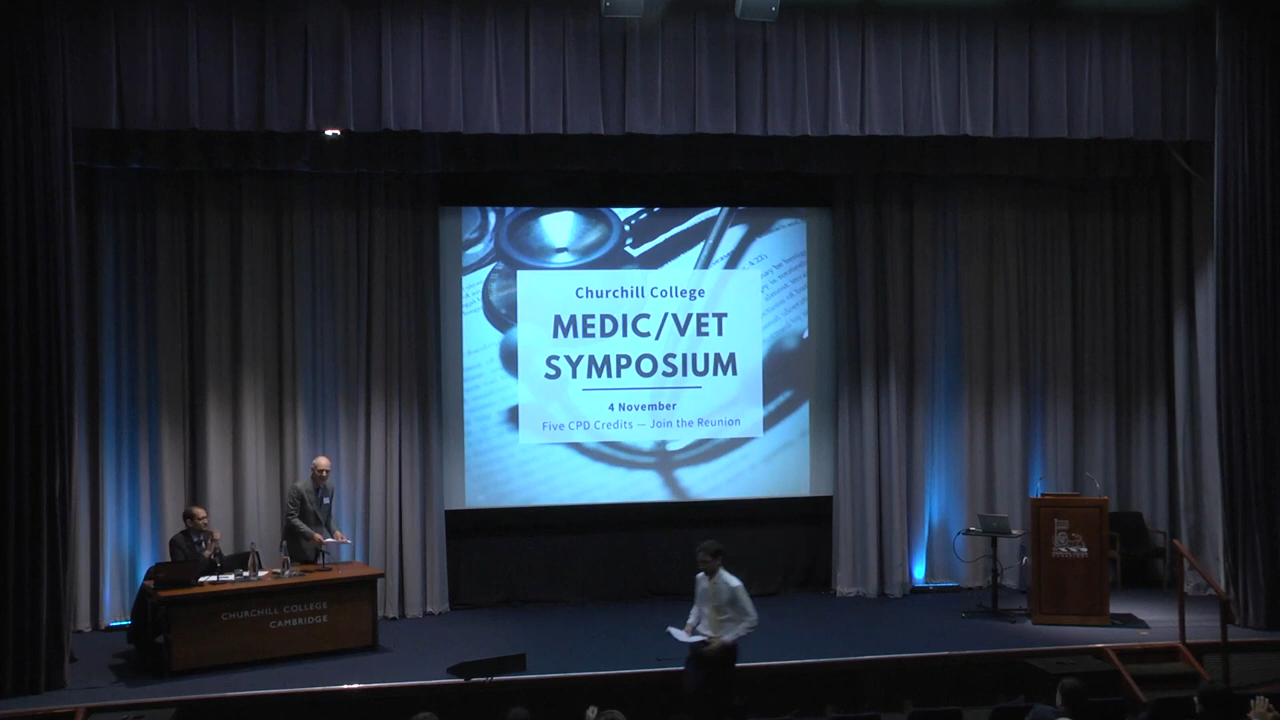 Churchill College
MEDIC/VET
SYMPOSIUM
4 November
Five CPD Credits — Join the Reunion
CHURCHILL COLLEGE
CAMBRIDGE